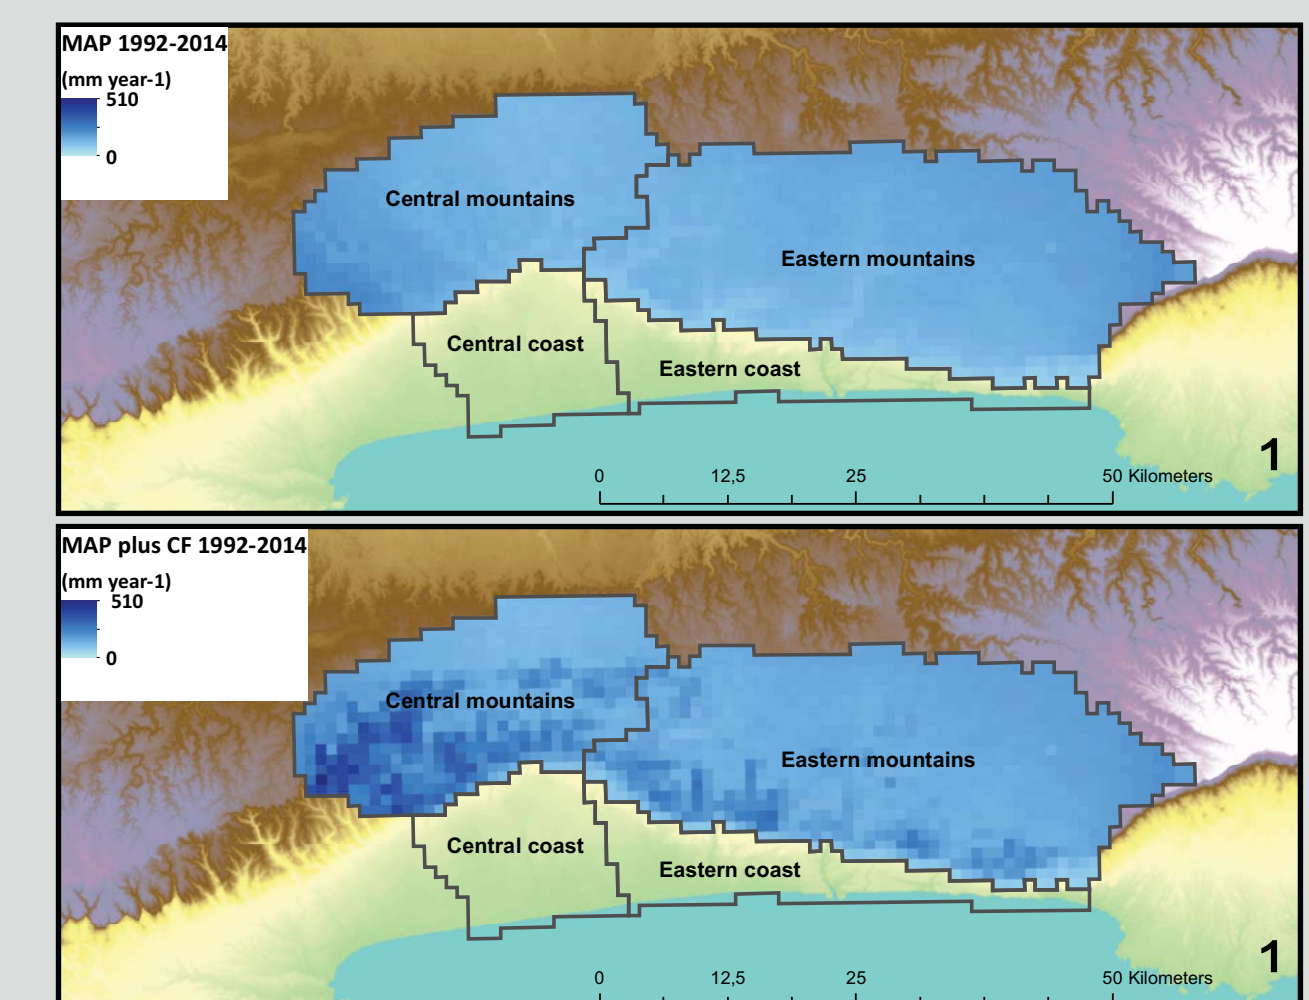 MAP 1992-2014
(mm year-1)
510
0
Central mountains
Eastern mountains
Central coast
Eastern coast
0 12,5 25 50 Kilometers
1
MAP plus CF 1992-2014
(mm year-1)
510
0
Central mountains
Eastern mountains
Central coast
Eastern coast
0 12,5 25 50 Kilometers
1